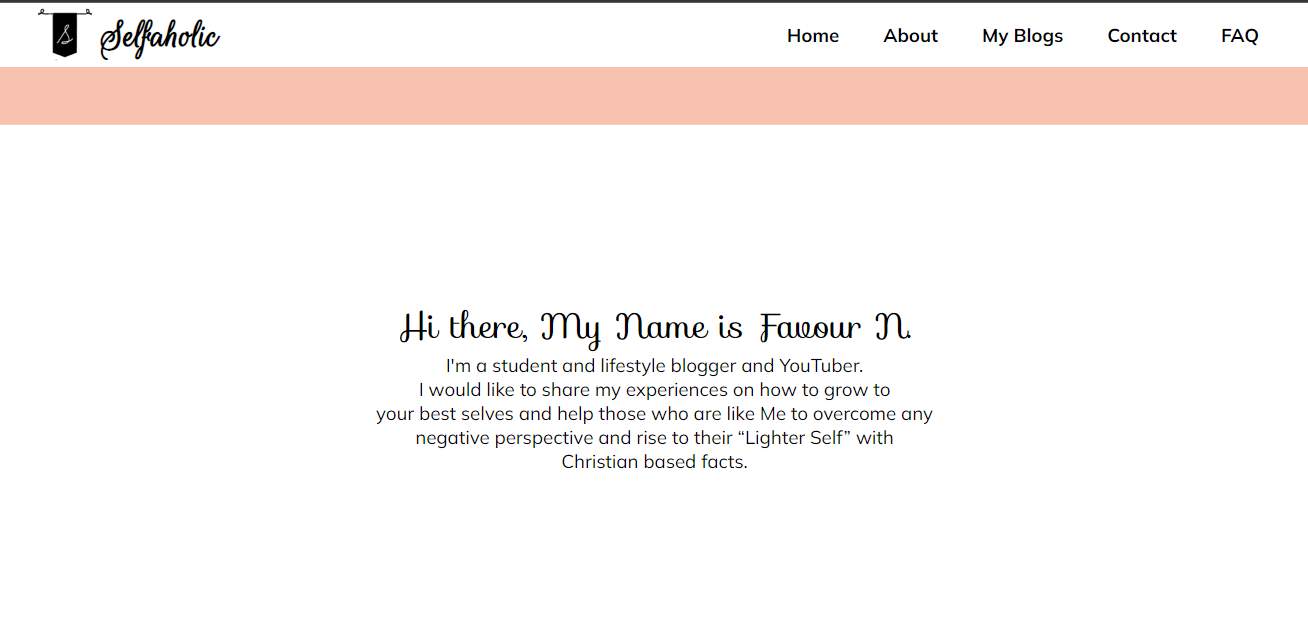 S Selfaholic
Home About My Blogs Contact FAQ
Hi there, My Name is Favour N.
I'm a student and lifestyle blogger and YouTuber.
I would like to share my experiences on how to grow to
your best selves and help those who are like Me to overcome any
negative perspective and rise to their “Lighter Self” with
Christian based facts.